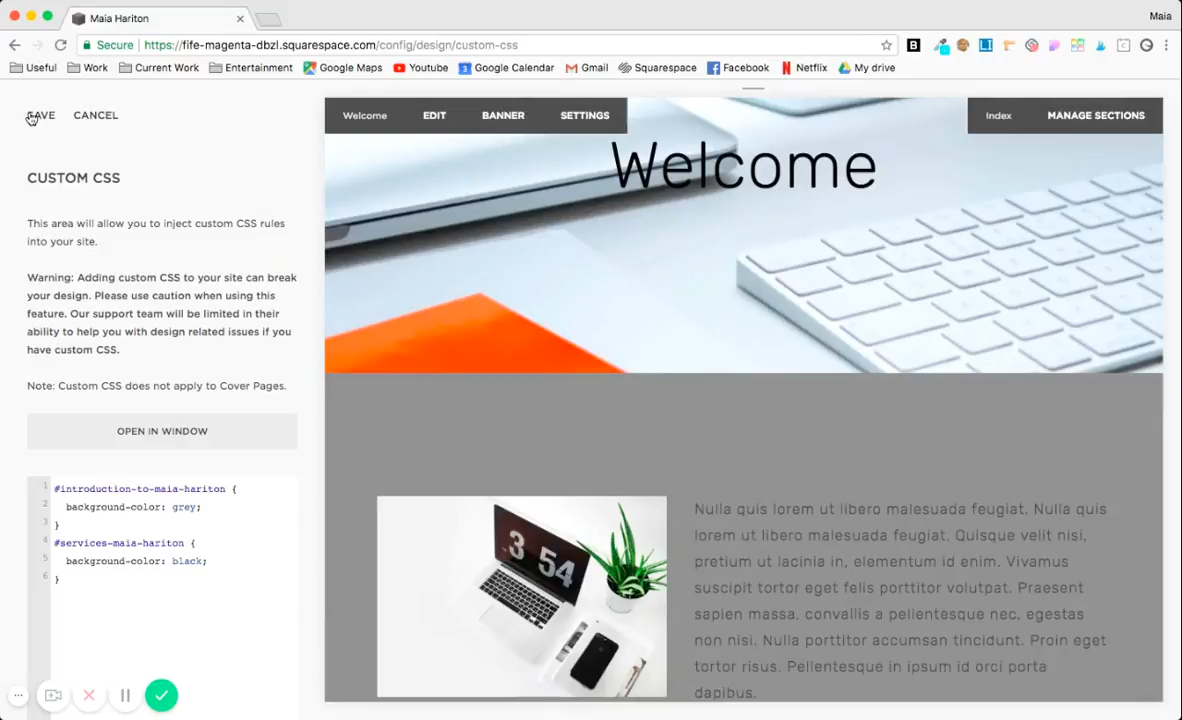 Maia Hariton
Maia
Secure https://fife-magenta-dbzl.squarespace.com/config/design/custom-css
Useful Work Current Work Entertainment Google Maps Youtube Google Calendar Gmail Squarespace Facebook Netflix My drive
SAVE CANCEL
Welcome EDIT BANNER SETTINGS
Index MANAGE SECTIONS
Welcome
CUSTOM CSS
This area will allow you to inject custom CSS rules
into your site.
Warning: Adding custom CSS to your site can break
your design. Please use caution when using this
feature. Our support team will be limited in their
ability to help you with design related issues if you
have custom CSS.
Note: Custom CSS does not apply to Cover Pages.
OPEN IN WINDOW
1 #introduction-to-maia-hariton {
2 background-color: grey;
3 }
4 #services-maia-hariton {
5 background-color: black;
6 }
3 54
Nulla quis lorem ut libero malesuada feugiat. Nulla quis
lorem ut libero malesuada feugiat. Quisque velit nisi,
pretium ut lacinia in, elementum id enim. Vivamus
suscipit tortor eget felis porttitor volutpat. Praesent
sapien massa, convallis a pellentesque nec, egestas
non nisi. Nulla porttitor accumsan tincidunt. Proin eget
tortor risus. Pellentesque in ipsum id orci porta
dapibus.